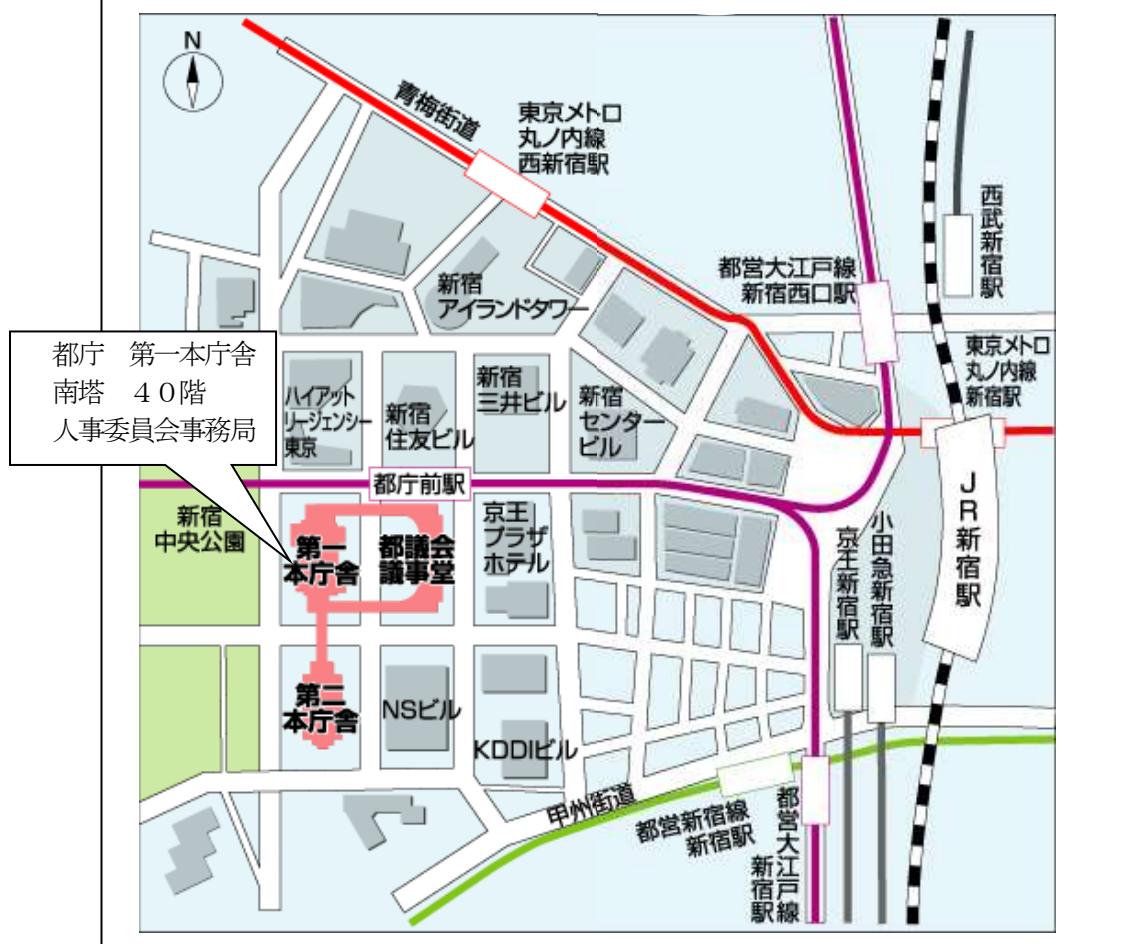 N
青梅街道
東京メトロ
丸ノ内線
西新宿駅
西武新宿駅
都営大江戸線
新宿西口駅
新宿
アイランドタワー
東京メトロ
丸ノ内線
新宿駅
都庁 第一本庁舎
南塔 40階
人事委員会事務局
ハイアット
リージェンシー
東京
新宿
住友ビル
新宿
三井ビル
新宿
センター
ビル
都庁前駅
JR新宿駅
新宿
中央公園
第一
本庁舎
都議会
議事堂
京王
プラザ
ホテル
京王新宿駅
小田急新宿駅
第二
本庁舎
NSビル
KDDIビル
甲州街道
都営新宿線
新宿駅
都営大江戸線
新宿駅